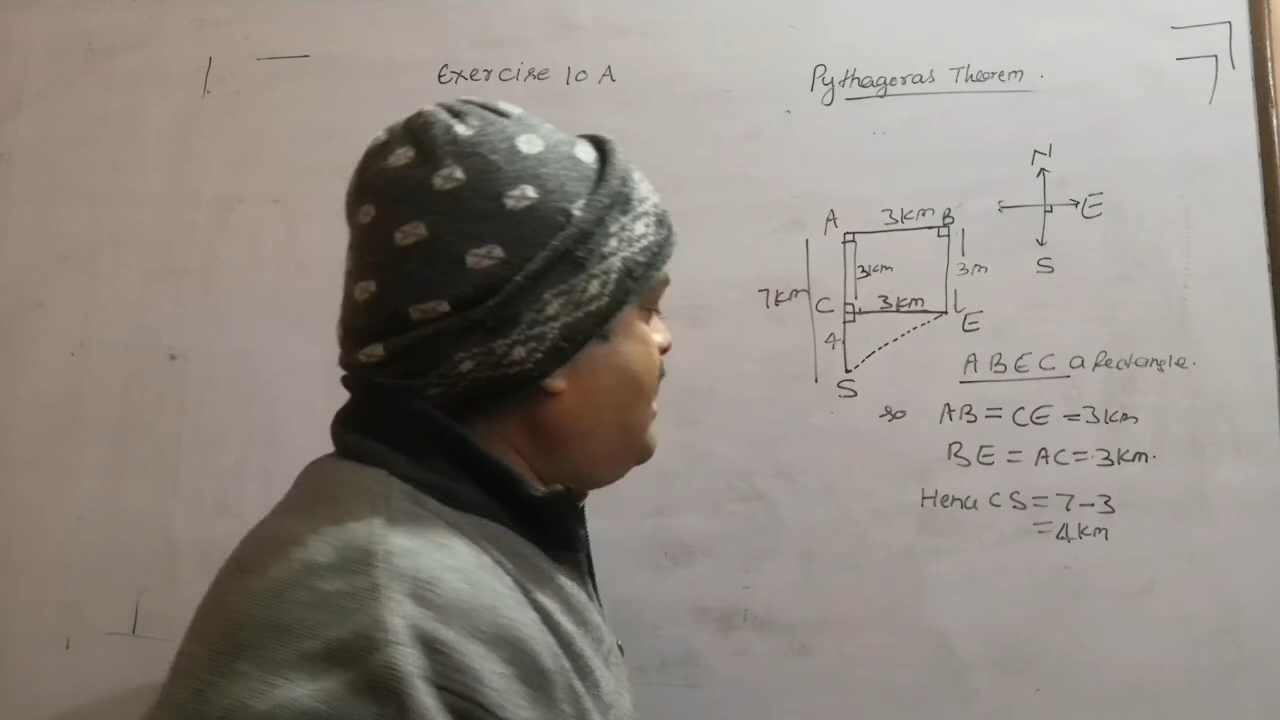 Exercise 10 A
Pythagoras Theorem.
N
E
S
A 3km B
3km
3m
7km
C 3km
E
4
S
ABEC a Rectangle.
so AB = CE = 3km
BE = AC = 3km.
Henc CS = 7-3
= 4km